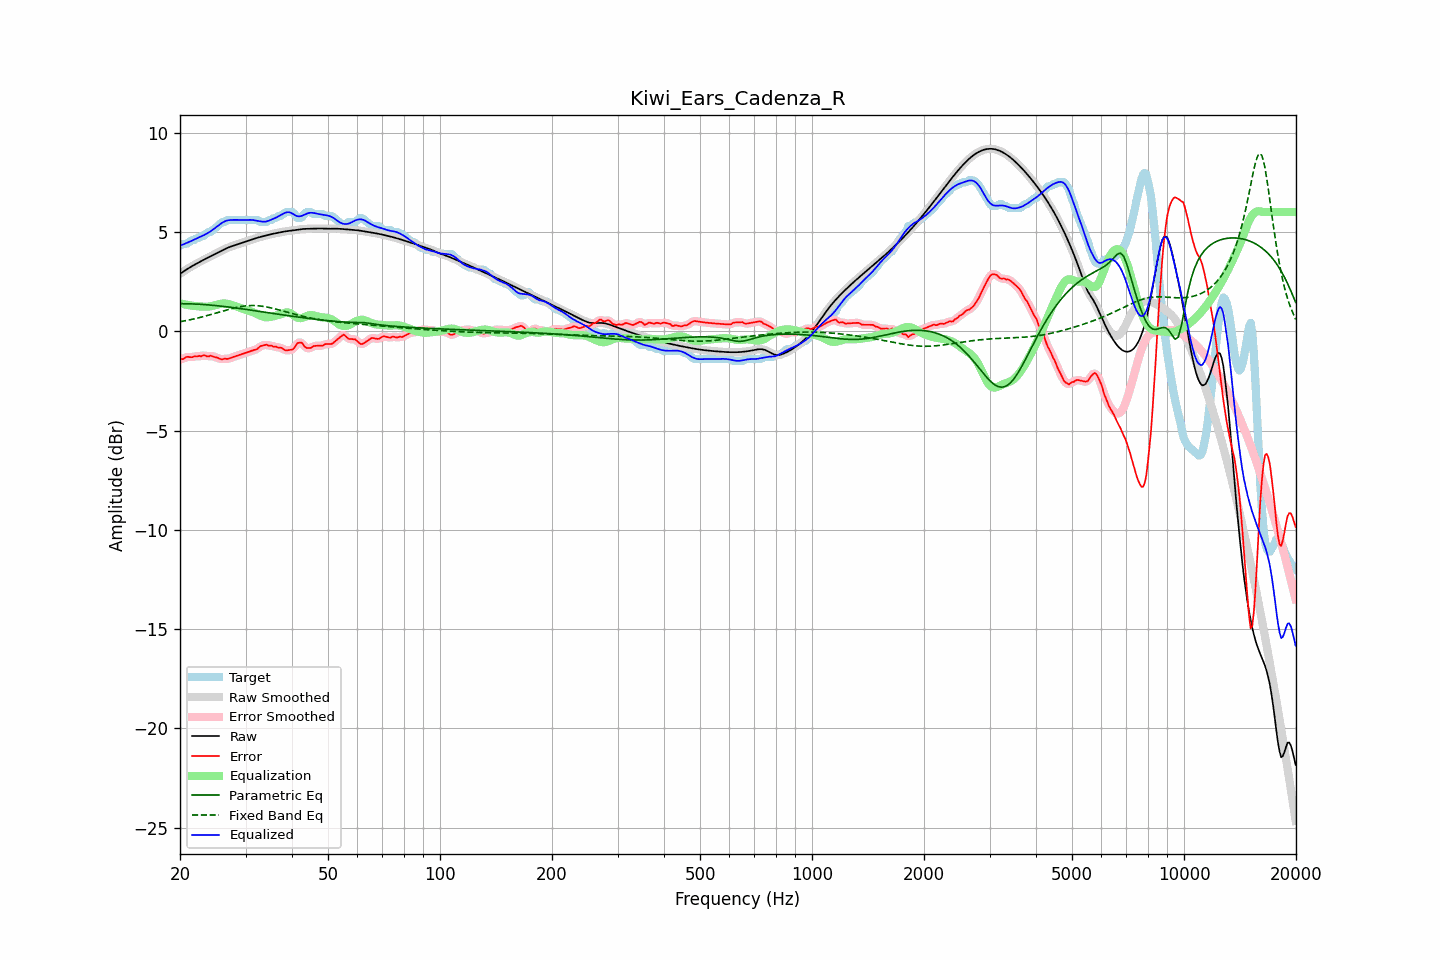 Kiwi_Ears_Cadenza_R
10
5
0
−5
−10
−15
−20
−25
Amplitude (dBr)
Target
Raw Smoothed
Error Smoothed
Raw
Error
Equalization
Parametric Eq
Fixed Band Eq
Equalized
20 50 100 200 500 1000 2000 5000 10000 20000
Frequency (Hz)